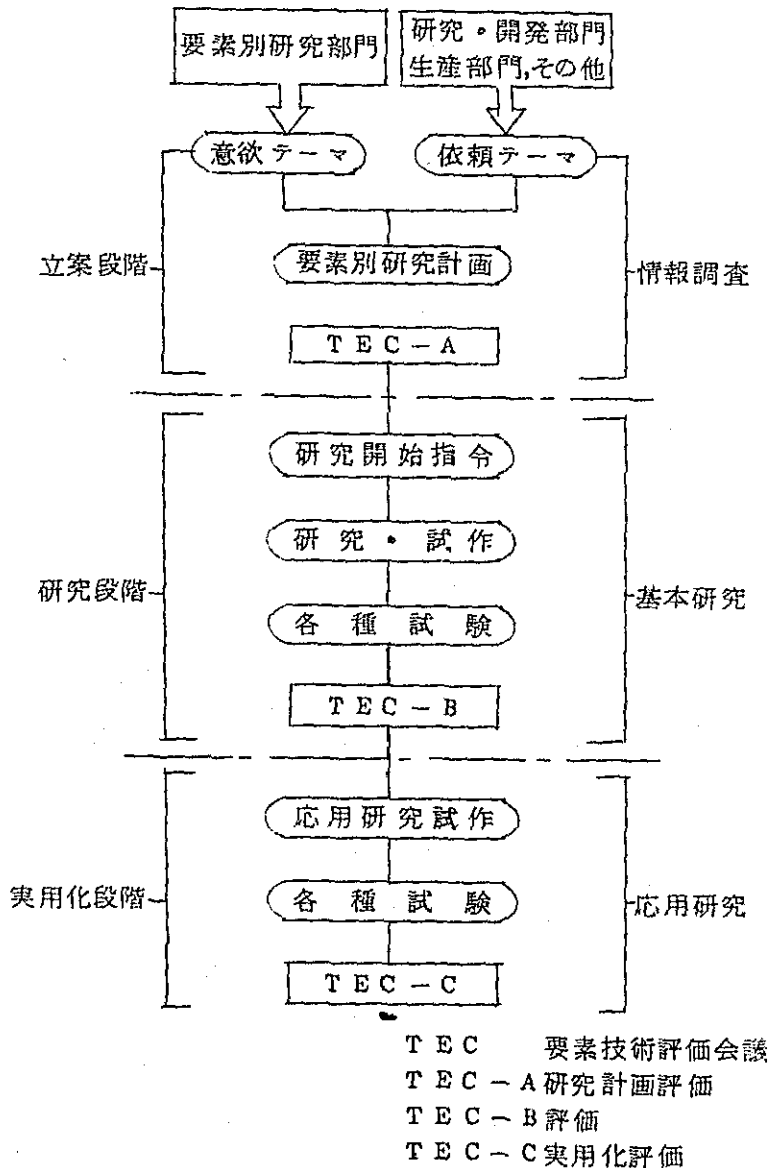 要素別研究部門
研究・開発部門
生産部門,その他
意欲テーマ
依頼テーマ
立案段階
情報調査
要素別研究計画
TEC-A
研究開始指令
研究・試作
研究段階
基本研究
各種試験
TEC-B
応用研究試作
実用化段階
各種試験
応用研究
TEC-C
TEC 要素技術評価会議
TEC-A研究計画評価
TEC-B評価
TEC-C実用化評価